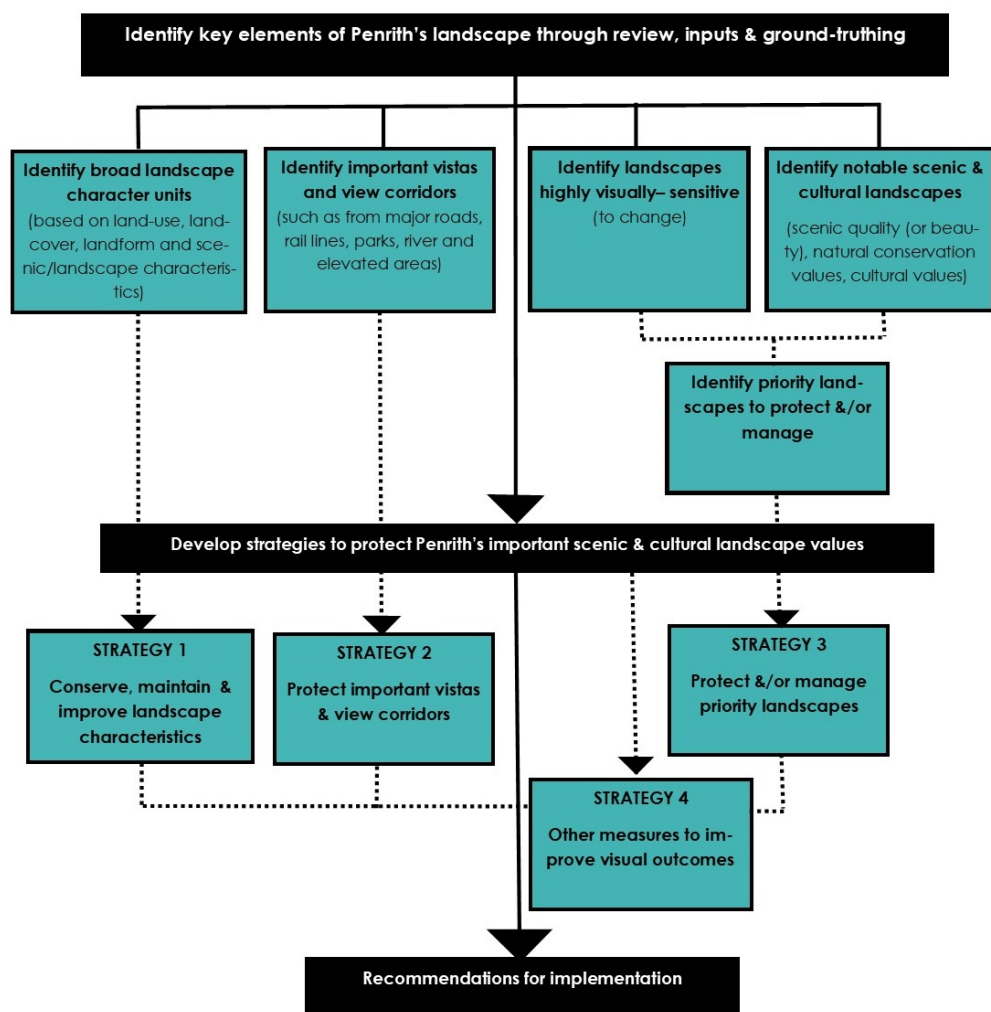 Identify key elements of Penrith's landscape through review, inputs & ground-truthing
Identify broad landscape
character units
(based on land-use, land-
cover, landform and sce-
nic/landscape characteris-
tics)
Identify important vistas
and view corridors
(such as from major roads,
rail lines, parks, river and
elevated areas)
Identify landscapes
highly visually– sensitive
(to change)
Identify notable scenic &
cultural landscapes
(scenic quality (or beau-
ty), natural conservation
values, cultural values)
Identify priority land-
scapes to protect &/or
manage
Develop strategies to protect Penrith's important scenic & cultural landscape values
STRATEGY 1
Conserve, maintain &
improve landscape
characteristics
STRATEGY 2
Protect important vistas
& view corridors
STRATEGY 3
Protect &/or manage
priority landscapes
STRATEGY 4
Other measures to im-
prove visual outcomes
Recommendations for implementation